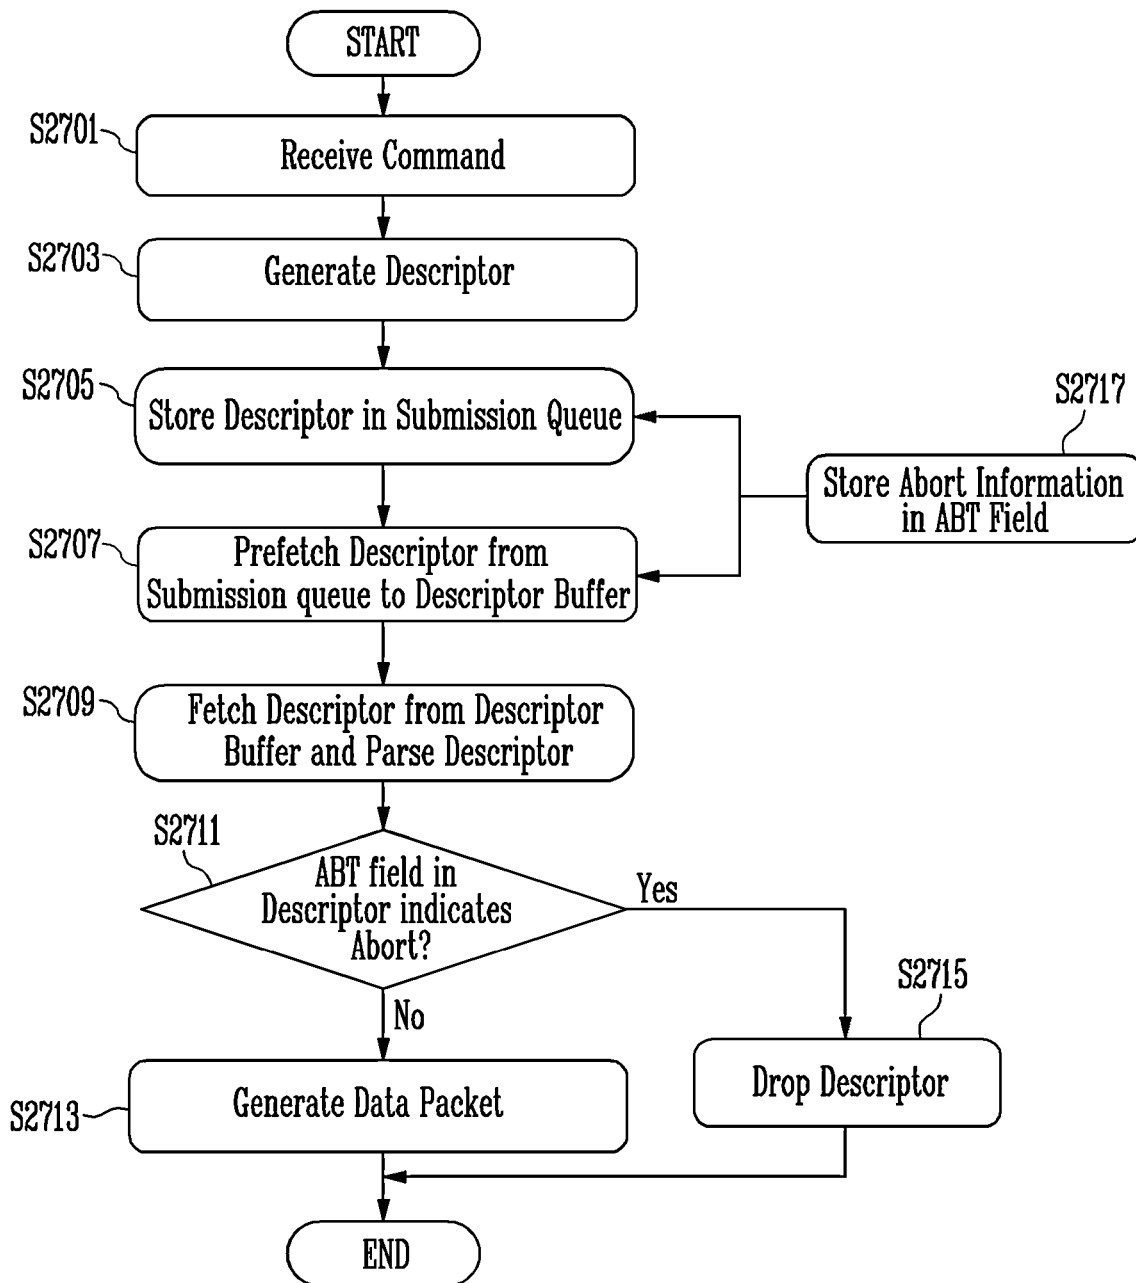 START
S2701
Receive Command
S2703
Generate Descriptor
S2705
Store Descriptor in Submission Queue
S2717
Store Abort Information
in ABT Field
S2707
Prefetch Descriptor from
Submission queue to Descriptor Buffer
S2709
Fetch Descriptor from Descriptor
Buffer and Parse Descriptor
S2711
ABT field in
Descriptor indicates
Abort?
Yes
No
S2715
Drop Descriptor
S2713
Generate Data Packet
END